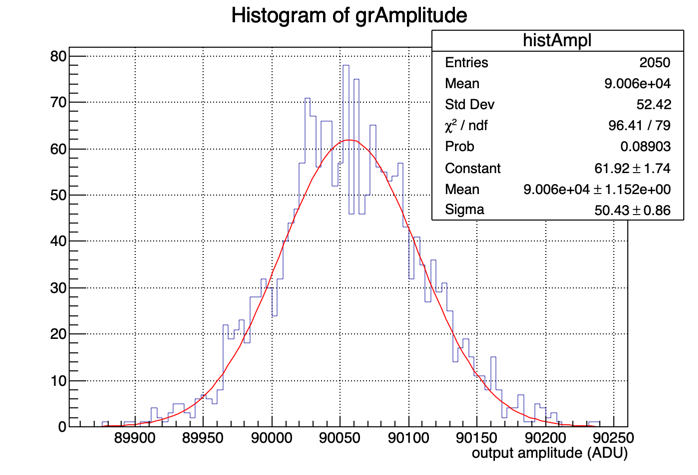 Histogram of grAmplitude
histAmpl
Entries 2050
Mean 9.006e+04
Std Dev 52.42
χ² / ndf 96.41 / 79
Prob 0.08903
Constant 61.92 ± 1.74
Mean 9.006e+04 ± 1.152e+00
Sigma 50.43 ± 0.86
80
70
60
50
40
30
20
10
0
89900 89950 90000 90050 90100 90150 90200 90250
output amplitude (ADU)